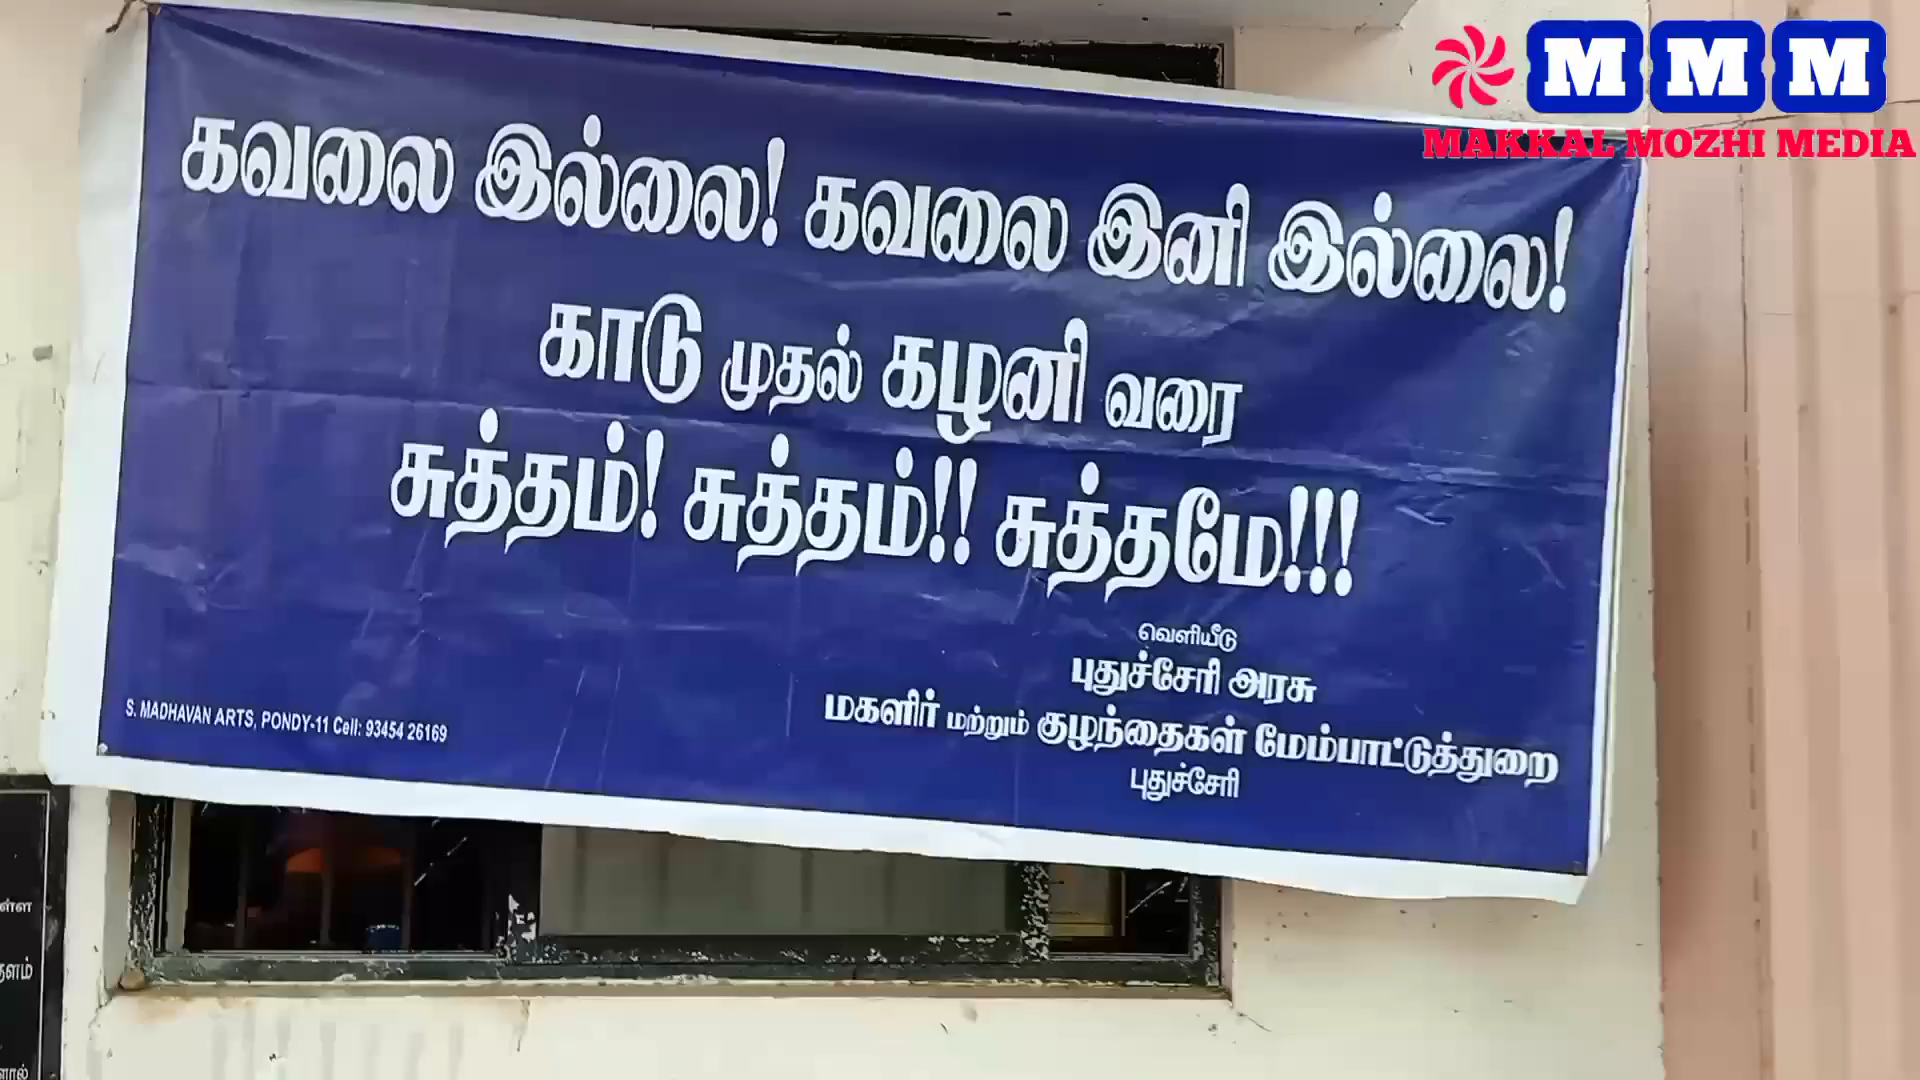 MMM
MAKKAL MOZHI MEDIA
கவலை இல்லை! கவலை இனி இல்லை!
காடு முதல் கழனி வரை
சுத்தம்! சுத்தம்!! சுத்தமே!!!
வெளியீடு
புதுச்சேரி அரசு
மகளிர் மற்றும் குழந்தைகள் மேம்பாட்டுத்துறை
புதுச்சேரி
S. MADHAVAN ARTS, PONDY-11 Cell: 93454 26169